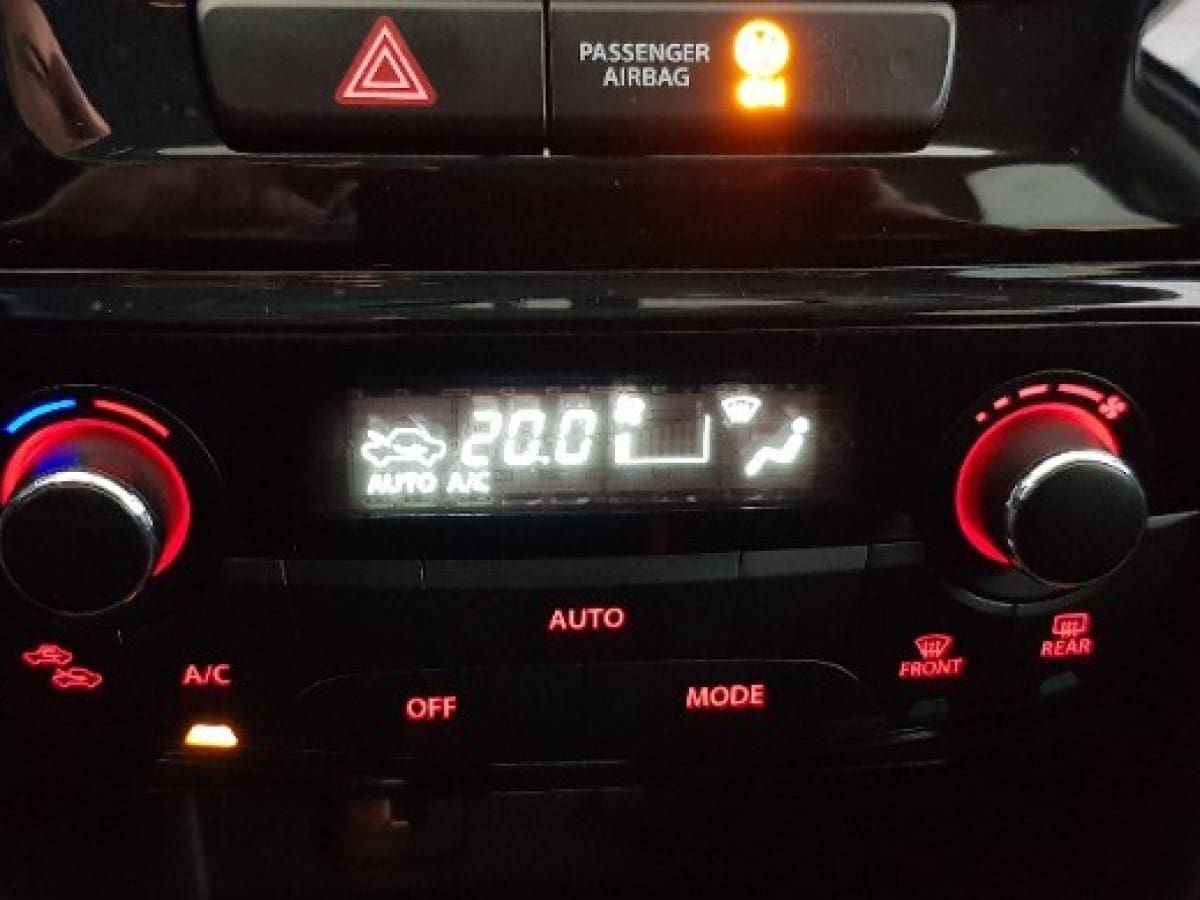 PASSENGER
AIRBAG
ON
20.0
AUTO A/C
AUTO
A/C
OFF
MODE
FRONT
REAR